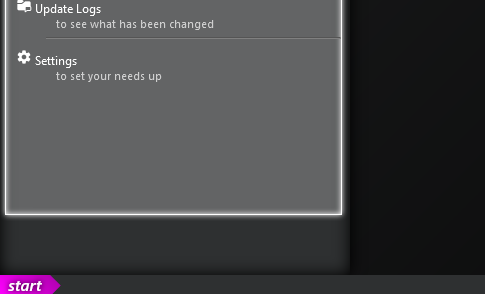 Update Logs
to see what has been changed
Settings
to set your needs up
start